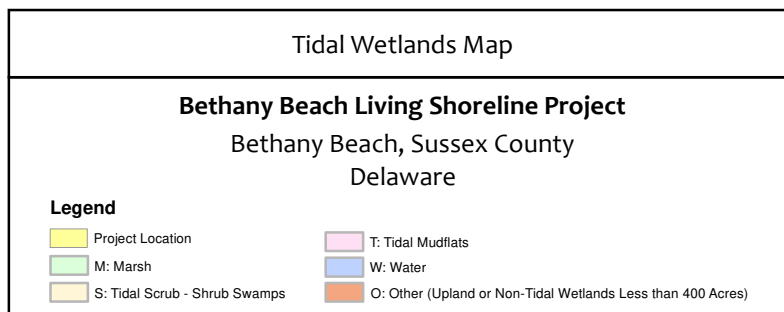 Tidal Wetlands Map
Bethany Beach Living Shoreline Project
Bethany Beach, Sussex County
Delaware
Legend
Project Location
M: Marsh
S: Tidal Scrub - Shrub Swamps
T: Tidal Mudflats
W: Water
O: Other (Upland or Non-Tidal Wetlands Less than 400 Acres)